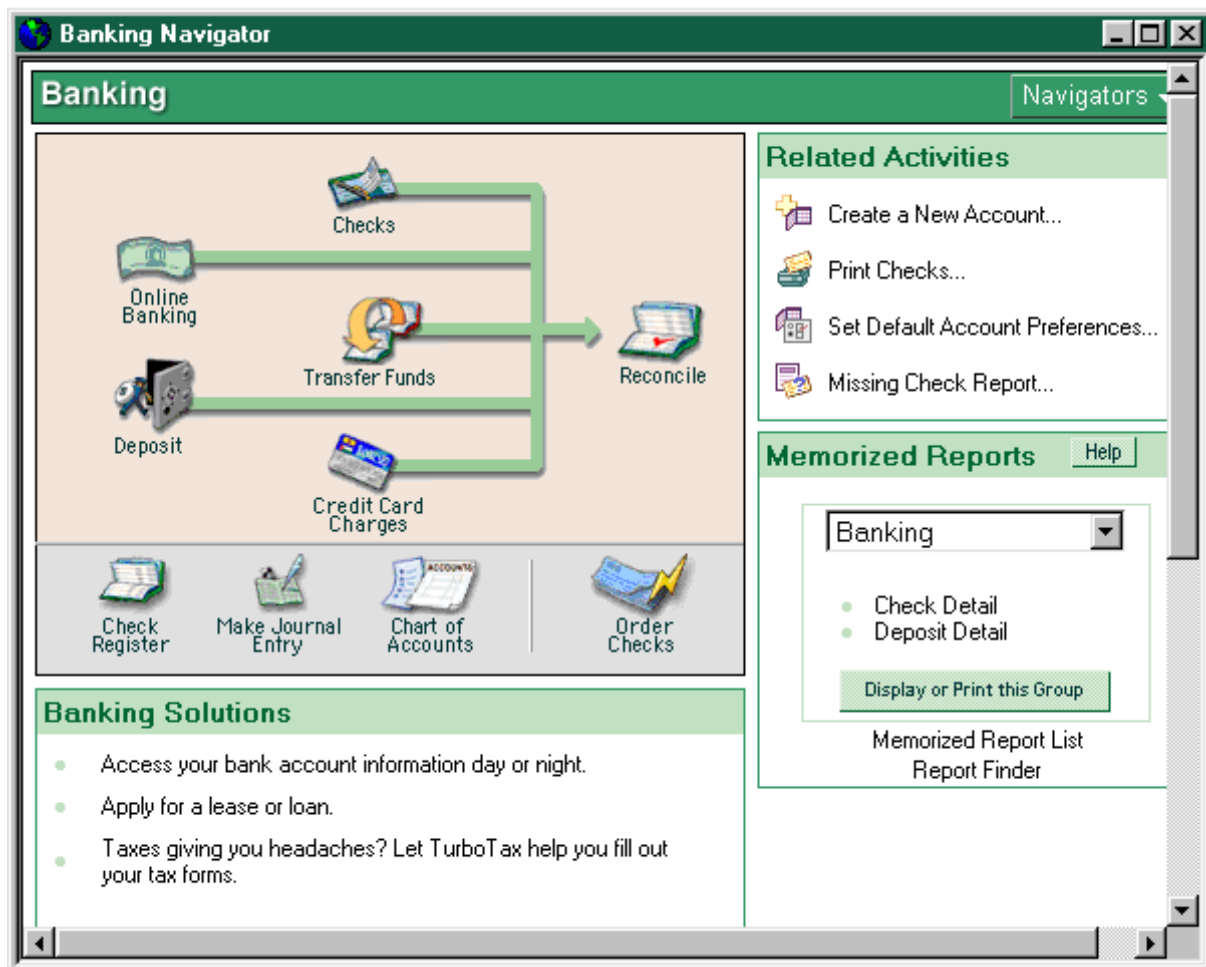 Banking Navigator
Banking
Navigators
Checks
Online
Banking
Transfer Funds
Reconcile
Deposit
Credit Card
Charges
Check
Register
Make Journal
Entry
ACCOUNTS
Chart of
Accounts
Order
Checks
Banking Solutions
Access your bank account information day or night.
Apply for a lease or loan.
Taxes giving you headaches? Let TurboTax help you fill out
your tax forms.
Related Activities
Create a New Account...
Print Checks...
Set Default Account Preferences...
Missing Check Report...
Memorized Reports
Help
Banking
Check Detail
Deposit Detail
Display or Print this Group
Memorized Report List
Report Finder